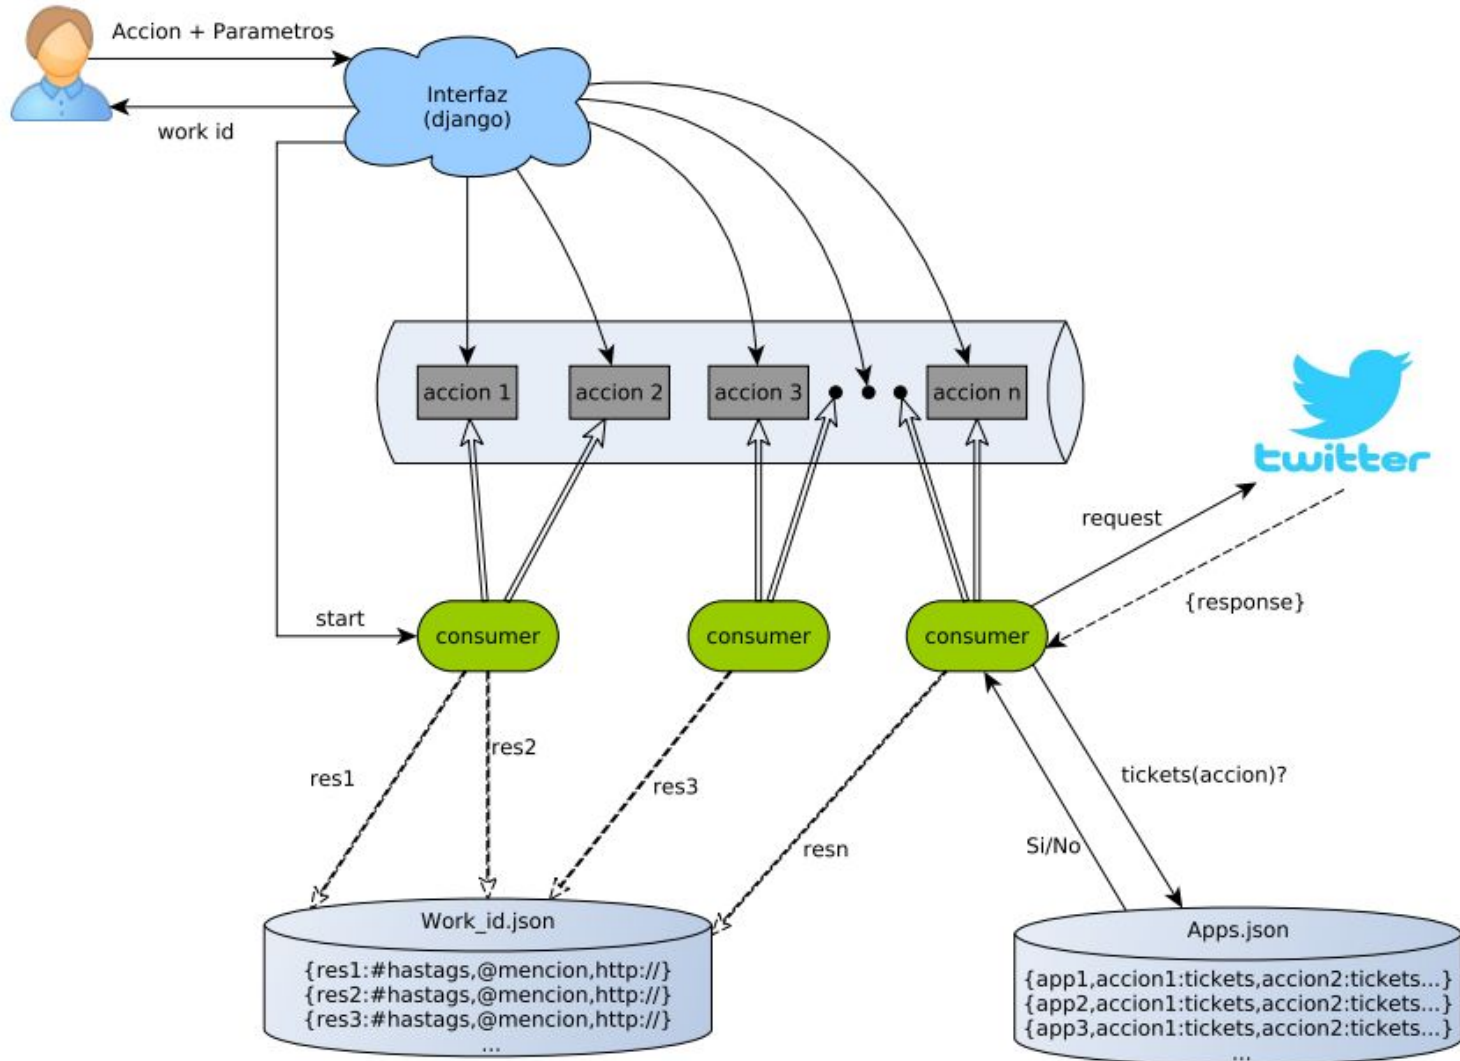 Accion + Parametros
Interfaz
(django)
work id
accion 1
accion 2
accion 3
accion n
twitter
request
{response}
start
consumer
consumer
consumer
res1
res2
res3
resn
tickets(accion)?
Si/No
Work_id.json
{res1:#hastags,@mencion,http://}
{res2:#hastags,@mencion,http://}
{res3:#hastags,@mencion,http://}
...
Apps.json
{app1,accion1:tickets,accion2:tickets...}
{app2,accion1:tickets,accion2:tickets...}
{app3,accion1:tickets,accion2:tickets...}
...